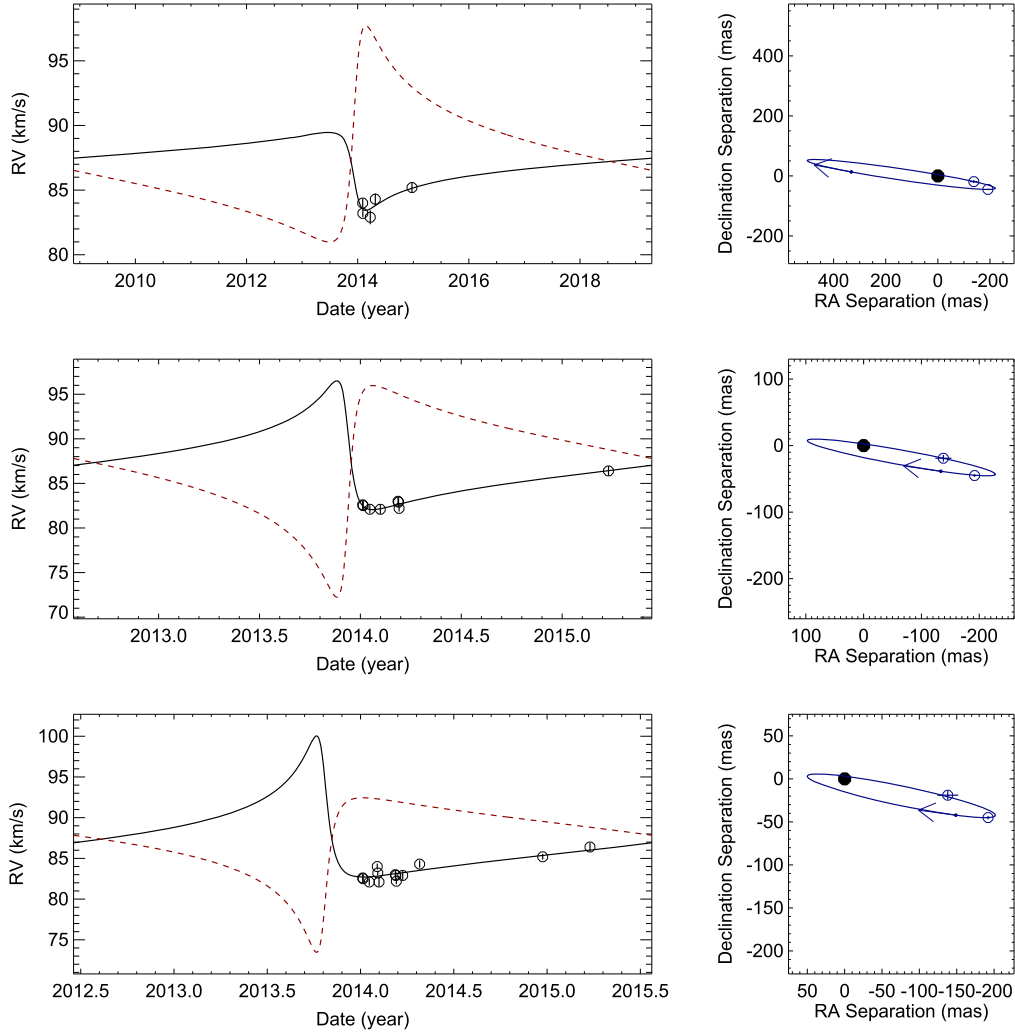 95
90
85
80
RV (km/s)
2010 2012 2014 2016 2018
Date (year)
400
200
0
-200
Declination Separation (mas)
400 200 0 -200
RA Separation (mas)
95
90
85
80
75
70
RV (km/s)
2013.0 2013.5 2014.0 2014.5 2015.0
Date (year)
100
0
-100
-200
Declination Separation (mas)
100 0 -100 -200
RA Separation (mas)
100
95
90
85
80
75
RV (km/s)
2012.5 2013.0 2013.5 2014.0 2014.5 2015.0 2015.5
Date (year)
50
0
-50
-100
-150
-200
Declination Separation (mas)
50 0 -50 -100-150-200
RA Separation (mas)